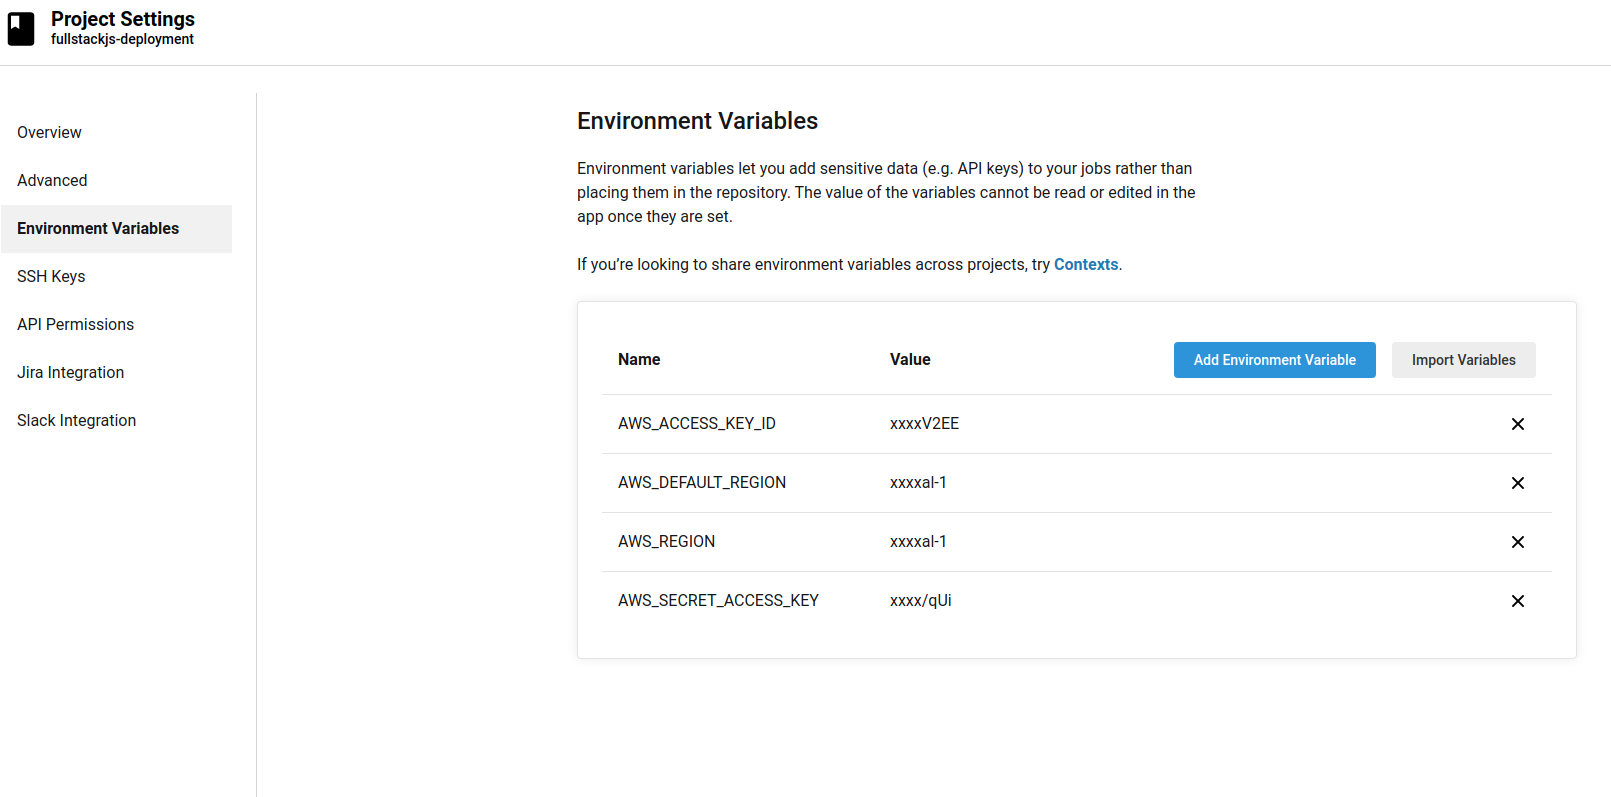 Project Settings
fullstackjs-deployment
Overview
Advanced
Environment Variables
SSH Keys
API Permissions
Jira Integration
Slack Integration
Environment Variables
Environment variables let you add sensitive data (e.g. API keys) to your jobs rather than
placing them in the repository. The value of the variables cannot be read or edited in the
app once they are set.
If you’re looking to share environment variables across projects, try Contexts.
Name Value Add Environment Variable Import Variables
AWS_ACCESS_KEY_ID xxxxV2EE
AWS_DEFAULT_REGION xxxxal-1
AWS_REGION xxxxal-1
AWS_SECRET_ACCESS_KEY xxxx/qUi